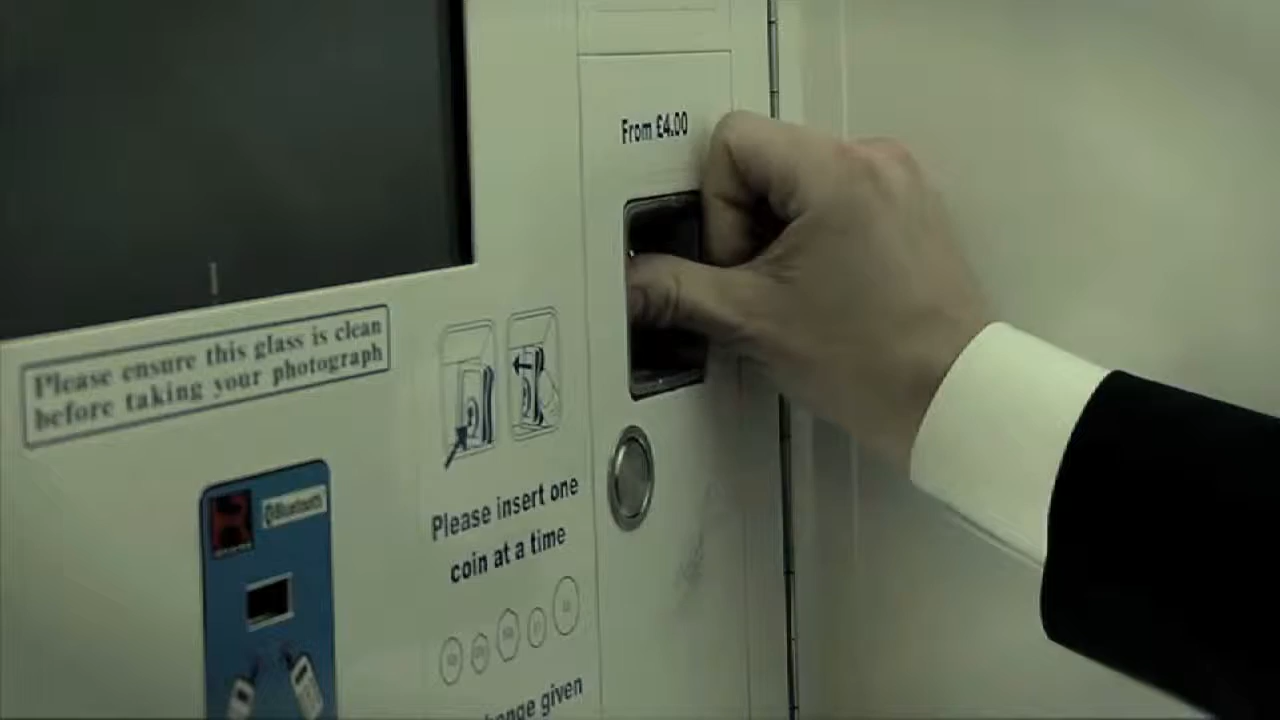 From £4.00
Please ensure this glass is clean
before taking your photograph
Bluetooth
Please insert one
coin at a time
given